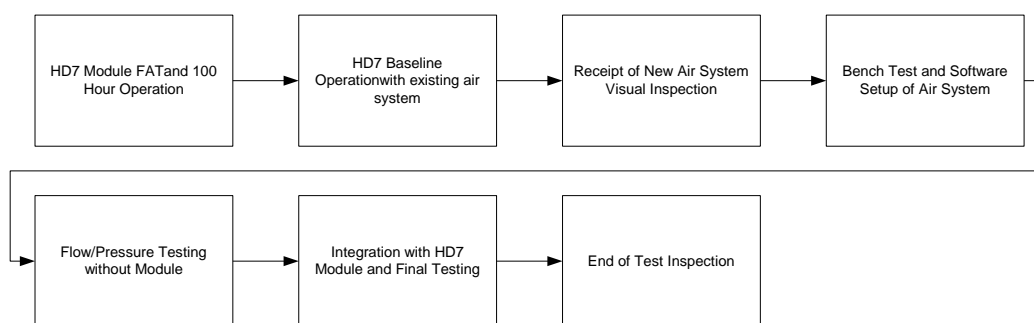 HD7 Module FATand 100
Hour Operation
HD7 Baseline
Operationwith existing air
system
Receipt of New Air System
Visual Inspection
Bench Test and Software
Setup of Air System
Flow/Pressure Testing
without Module
Integration with HD7
Module and Final Testing
End of Test Inspection